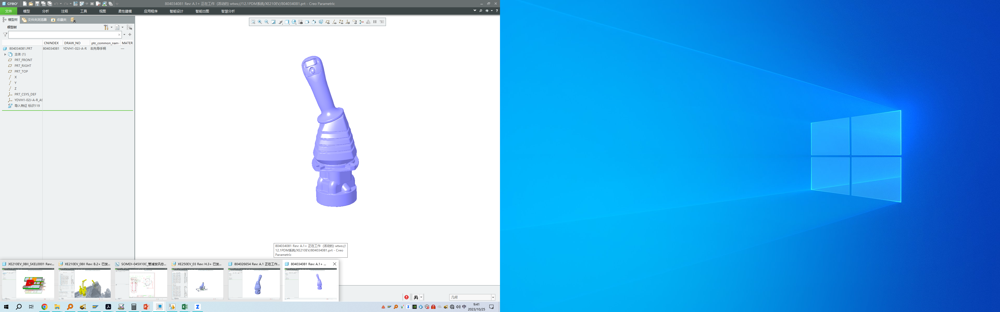 creo
804034081 Rev: A.1+ 正在工作 (活动的) wtws://12.1PDM系统/XE210EV/804034081.prt - Creo Parametric
文件 模型 分析 注释 工具 视图 柔性建模 应用程序 智能设计 智能出图 智慧分析
模型树 文件夹浏览器 收藏夹
模型树
CNINDEX DRAW_NO ptc_common_nam MATER
804034081.PRT 804034081 YDVH1-02J-A-R 右先导手柄 —
主体 (1)
PRT_FRONT
PRT_RIGHT
PRT_TOP
X
Y
Z
PRT_CSYS_DEF
YDVH1-02J-A-R_AS
导入特征 标识119
804034081 Rev: A.1+ 正在工作 (活动的) wtws://
12.1PDM系统/XE210EV/804034081.prt - Creo
Parametric
XE210EV_08II_SKEL0001 Rev:... XE210EV_08II Rev: B.2+ 已发... SOMDI-045X10C_管滤发讯总... XE250EV_03 Rev: H.3+ 已发... 804026654 Rev: A.1 正在工作... 804034081 Rev: A.1+ ...
几何
中
9:41
2023/10/25